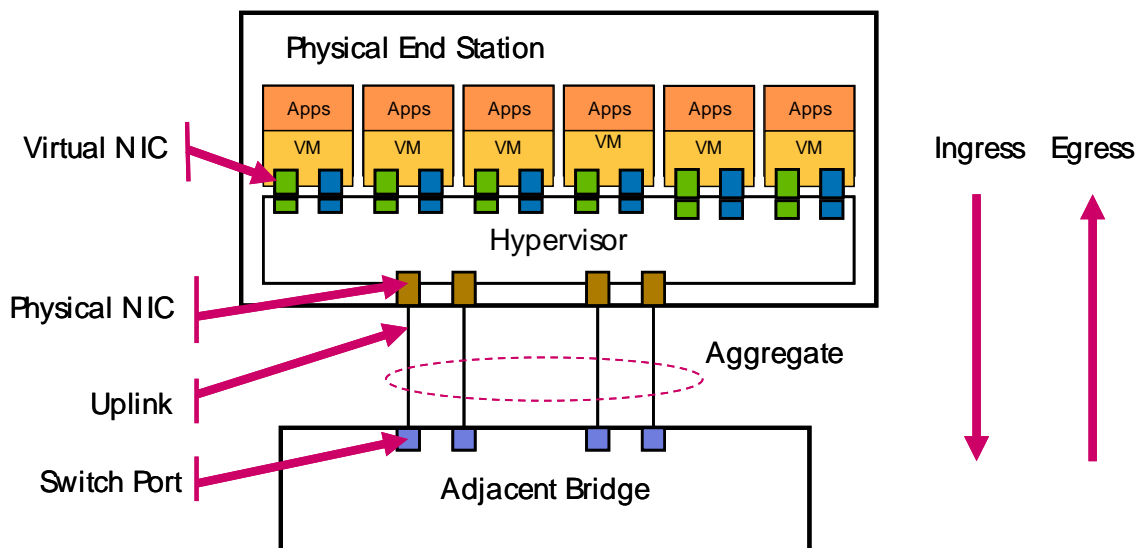 Physical End Station
Apps Apps Apps Apps Apps Apps
VM VM VM VM VM VM
Virtual NIC
Ingress Egress
Hypervisor
Physical NIC
Aggregate
Uplink
Switch Port
Adjacent Bridge